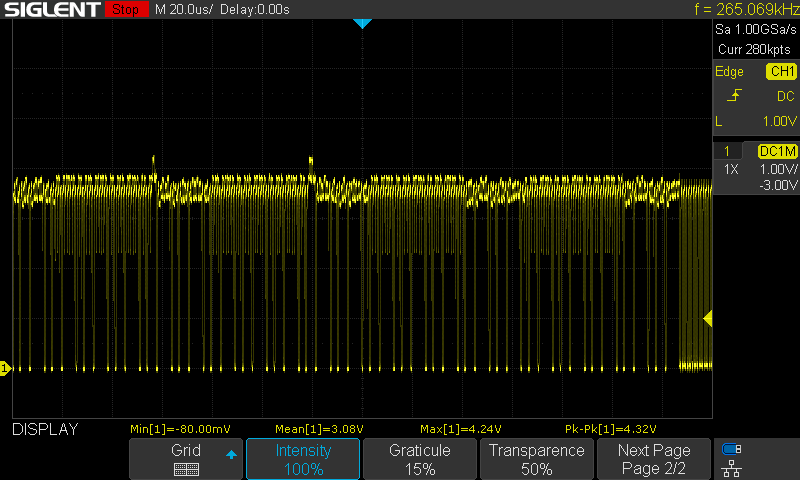 SIGLENT Stop M 20.0us/ Delay:0.00s f = 265.069kHz
Sa 1.00GSa/s
Curr 280kpts
Edge CH1
DC
L 1.00V
1 DC1M
1X 1.00V/
-3.00V
1
DISPLAY Min[1]=-80.00mV Mean[1]=3.08V Max[1]=4.24V Pk-Pk[1]=4.32V
Grid Intensity Graticule Transparence Next Page
100% 15% 50% Page 2/2